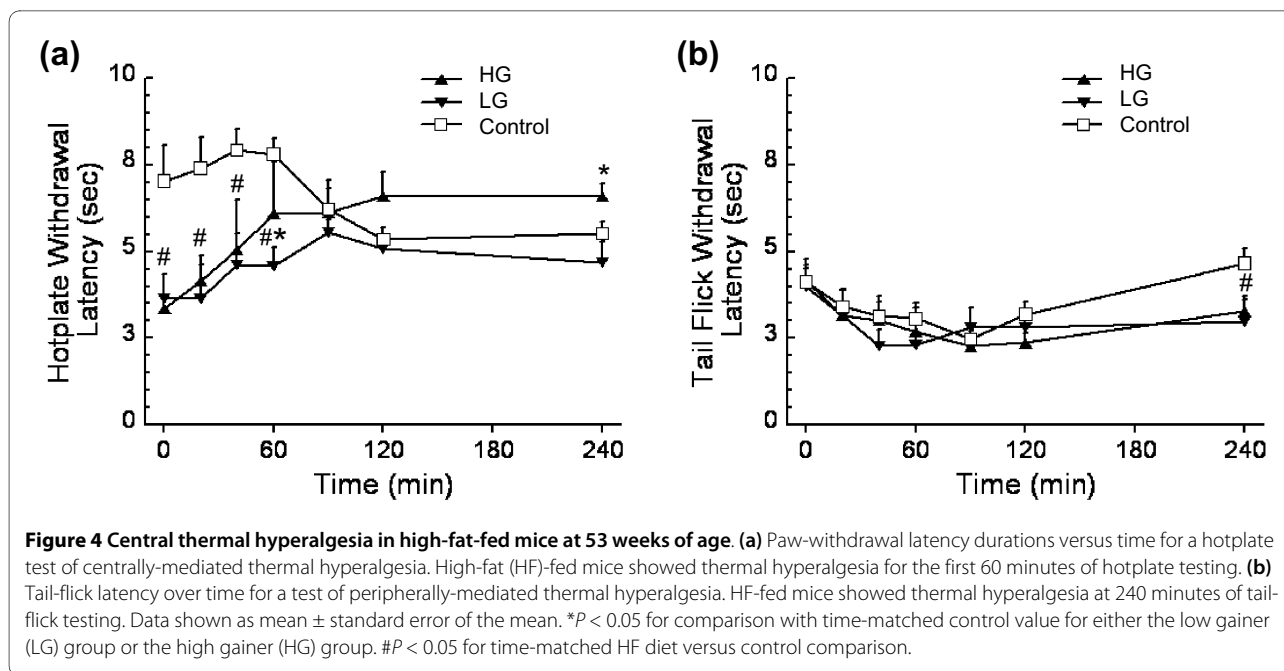 (a)
Hotplate Withdrawal
Latency (sec)
10
8
5
3
0
HG
LG
Control
#
#
#
#*
*
0
60
120
180
240
Time (min)
(b)
Tail Flick Withdrawal
Latency (sec)
10
8
5
3
0
HG
LG
Control
#
0
60
120
180
240
Time (min)
Figure 4 Central thermal hyperalgesia in high-fat-fed mice at 53 weeks of age. (a) Paw-withdrawal latency durations versus time for a hotplate
test of centrally-mediated thermal hyperalgesia. High-fat (HF)-fed mice showed thermal hyperalgesia for the first 60 minutes of hotplate testing. (b)
Tail-flick latency over time for a test of peripherally-mediated thermal hyperalgesia. HF-fed mice showed thermal hyperalgesia at 240 minutes of tail-
flick testing. Data shown as mean ± standard error of the mean. *P < 0.05 for comparison with time-matched control value for either the low gainer
(LG) group or the high gainer (HG) group. #P < 0.05 for time-matched HF diet versus control comparison.